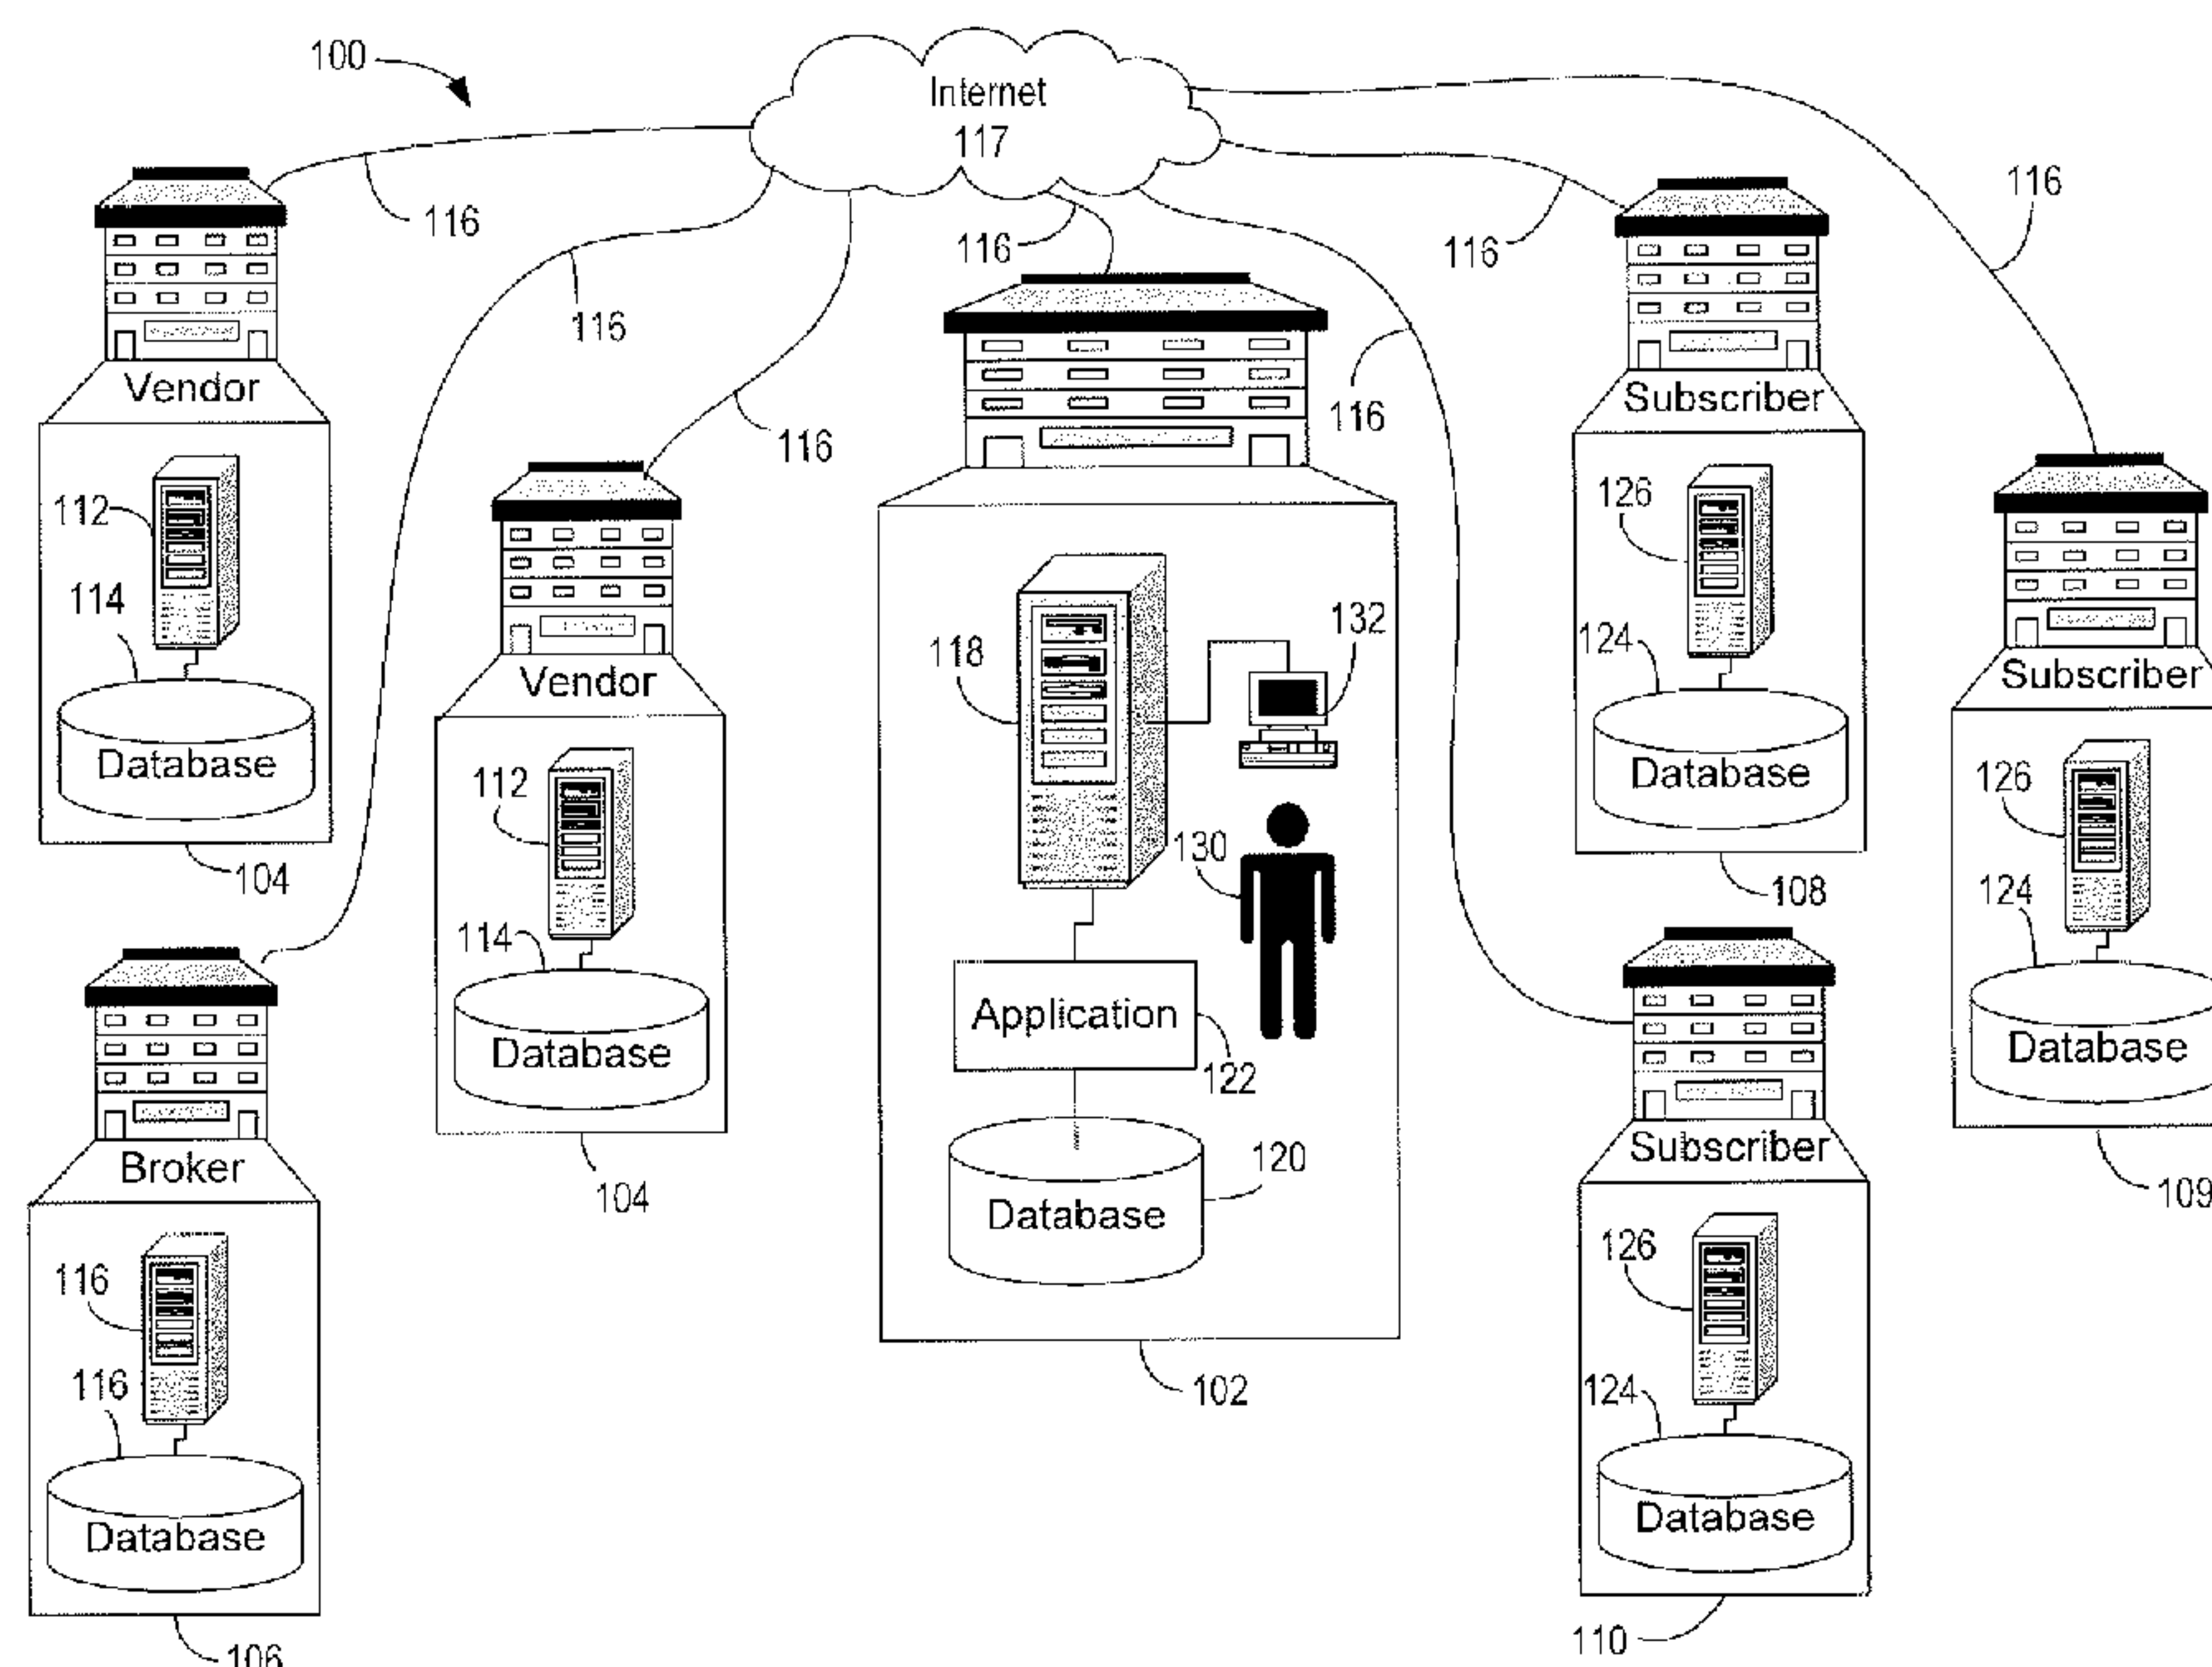 100
Internet
117
116
116
116
116
116
116
116
Vendor
112
114
Database
104
Vendor
112
114
Database
104
Broker
116
116
Database
106
118
132
130
Application
122
120
Database
102
Subscriber
126
124
Database
108
Subscriber
126
124
Database
109
Subscriber
126
124
Database
110